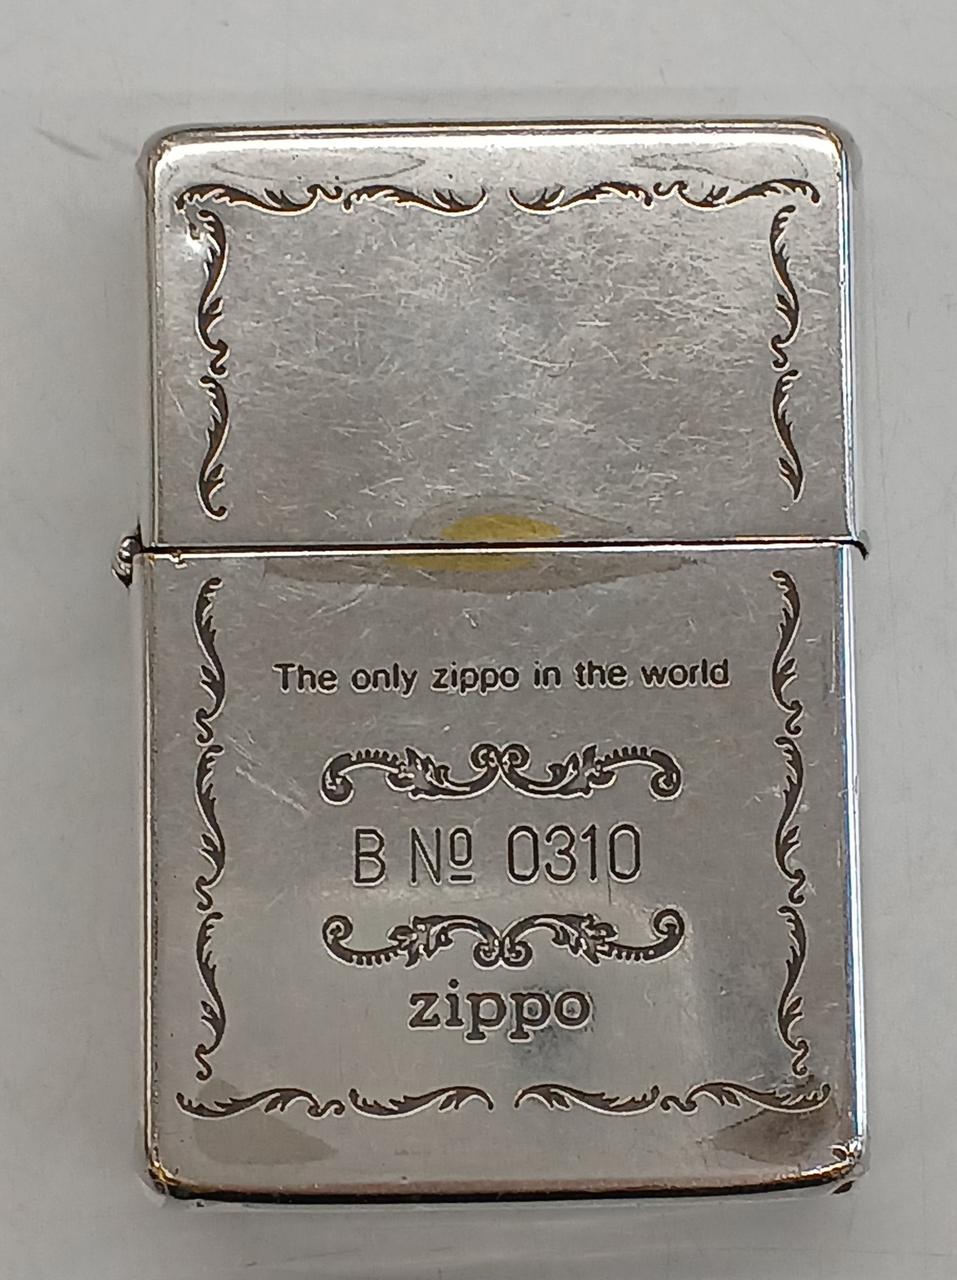 The only zippo in the world
B Nº 0310
zippo